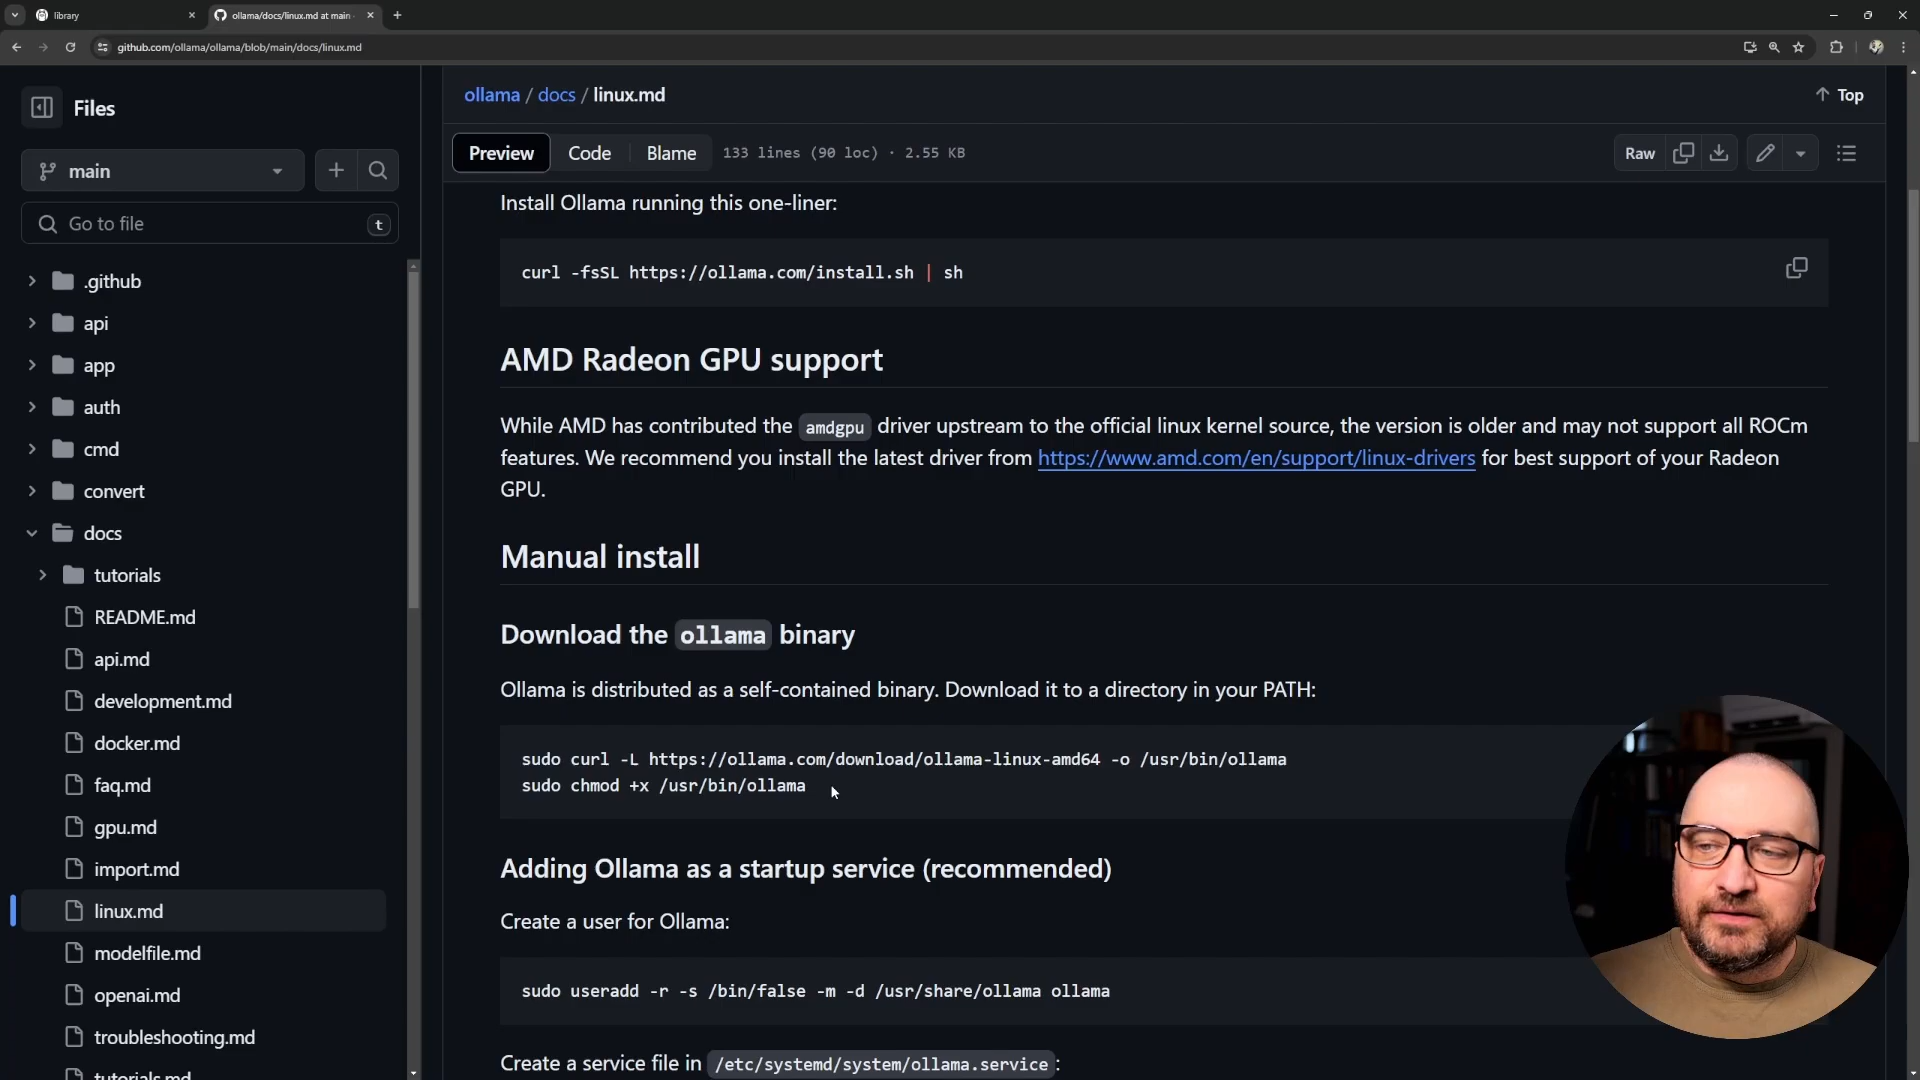 library
ollama/docs/linux.md at main
github.com/ollama/ollama/blob/main/docs/linux.md
Files
main
Go to file
t
.github
api
app
auth
cmd
convert
docs
tutorials
README.md
api.md
development.md
docker.md
faq.md
gpu.md
import.md
linux.md
modelfile.md
openai.md
troubleshooting.md
tutorials.md
ollama / docs / linux.md
Top
Preview
Code
Blame
133 lines (90 loc) · 2.55 KB
Raw
Install Ollama running this one-liner:
curl -fsSL https://ollama.com/install.sh | sh
AMD Radeon GPU support
While AMD has contributed the amdgpu driver upstream to the official linux kernel source, the version is older and may not support all ROCm
features. We recommend you install the latest driver from https://www.amd.com/en/support/linux-drivers for best support of your Radeon
GPU.
Manual install
Download the ollama binary
Ollama is distributed as a self-contained binary. Download it to a directory in your PATH:
sudo curl -L https://ollama.com/download/ollama-linux-amd64 -o /usr/bin/ollama
sudo chmod +x /usr/bin/ollama
Adding Ollama as a startup service (recommended)
Create a user for Ollama:
sudo useradd -r -s /bin/false -m -d /usr/share/ollama ollama
Create a service file in /etc/systemd/system/ollama.service: